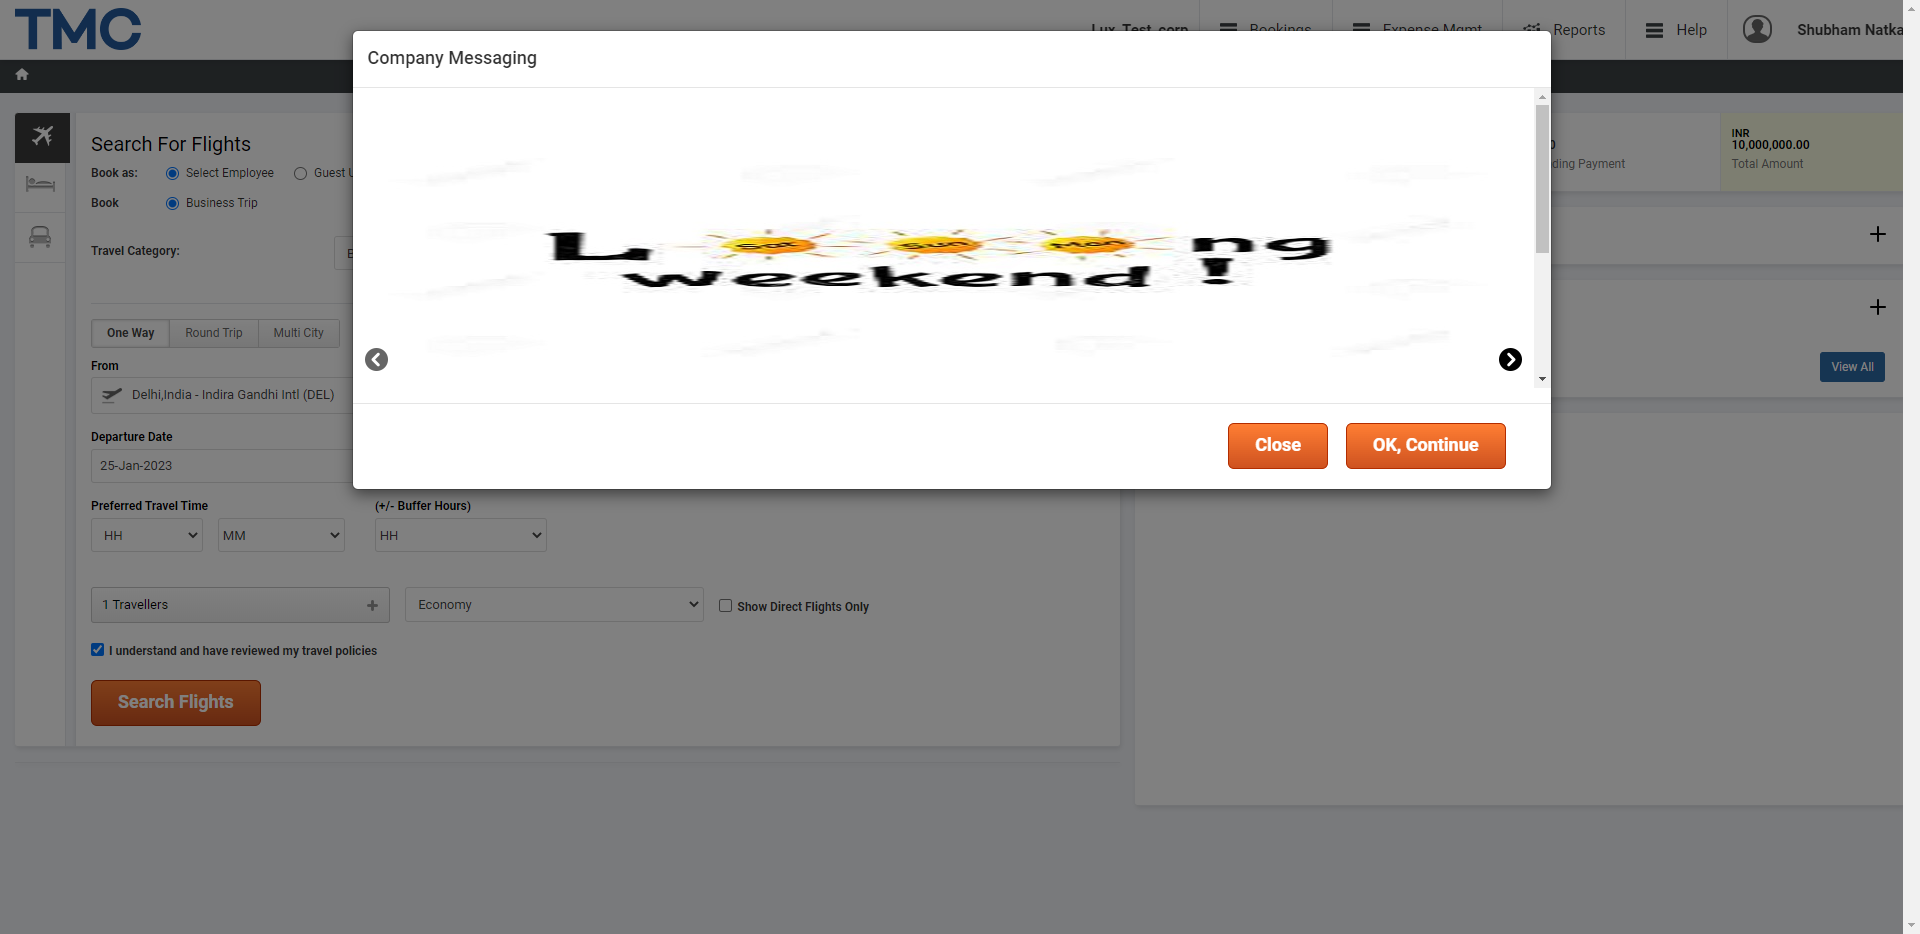 TMC
Lux_Test_corp
Bookings
Expense Mgmt
Reports
Help
Shubham Natka
Company Messaging
L Sat Sun Mon ng
weekend !
Close
OK, Continue
Search For Flights
Book as:
Select Employee
Guest U
Book
Business Trip
Travel Category:
B
One Way
Round Trip
Multi City
From
Delhi,India - Indira Gandhi Intl (DEL)
Departure Date
25-Jan-2023
Preferred Travel Time
(+/- Buffer Hours)
HH
MM
HH
1 Travellers
Economy
Show Direct Flights Only
I understand and have reviewed my travel policies
Search Flights
0
ding Payment
INR
10,000,000.00
Total Amount
View All